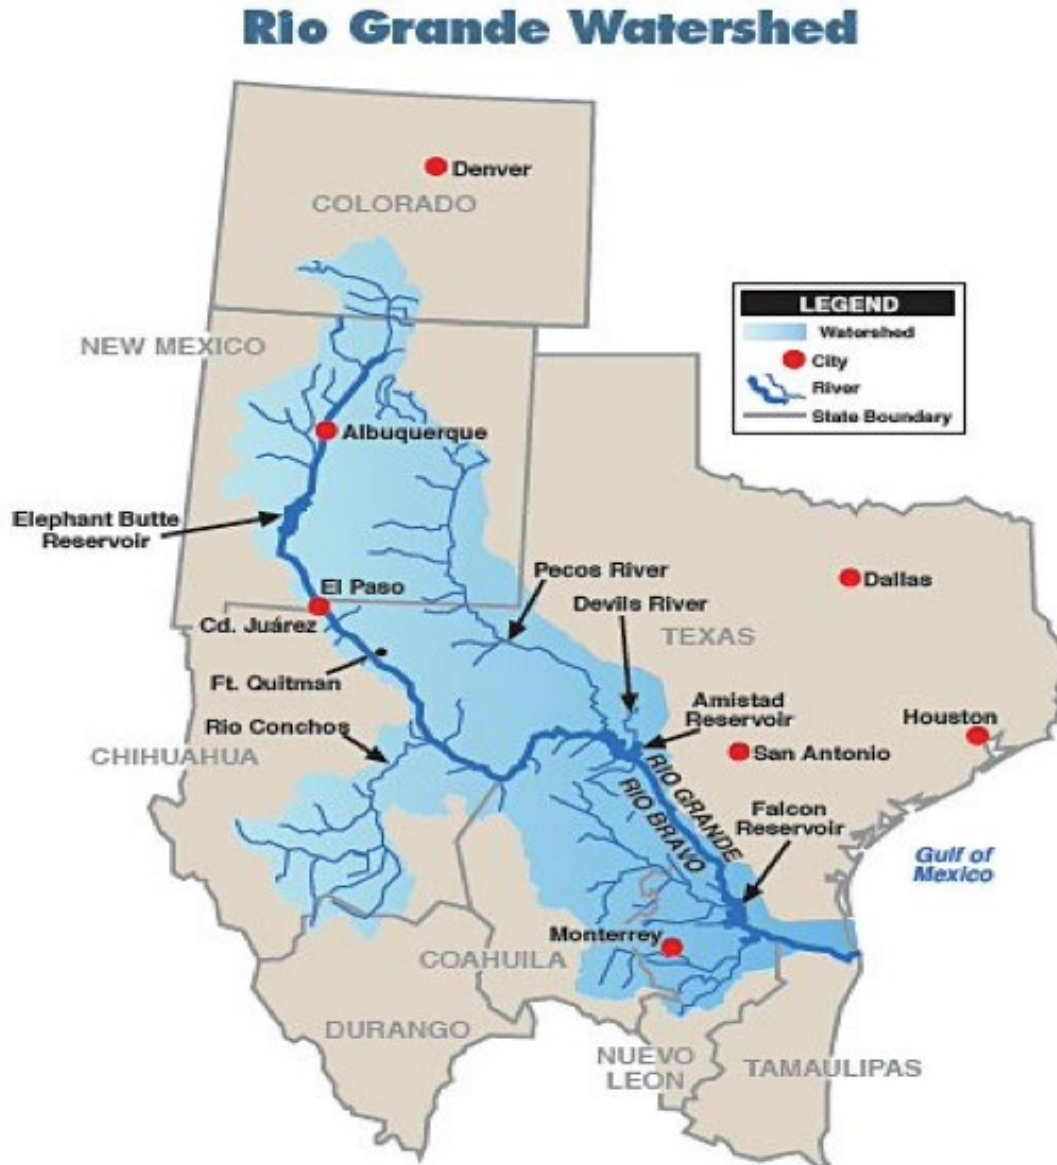 Rio Grande Watershed
Denver
COLORADO
LEGEND
Watershed
City
River
State Boundary
NEW MEXICO
Albuquerque
Elephant Butte
Reservoir
Pecos River
Devils River
Dallas
El Paso
Cd. Juárez
TEXAS
Ft. Quitman
Amistad
Reservoir
Houston
Rio Conchos
CHIHUAHUA
San Antonio
RIO GRANDE
RIO BRAVO
Falcon
Reservoir
Gulf of
Mexico
Monterrey
COAHUILA
DURANGO
NUEVO
LEON
TAMAULIPAS